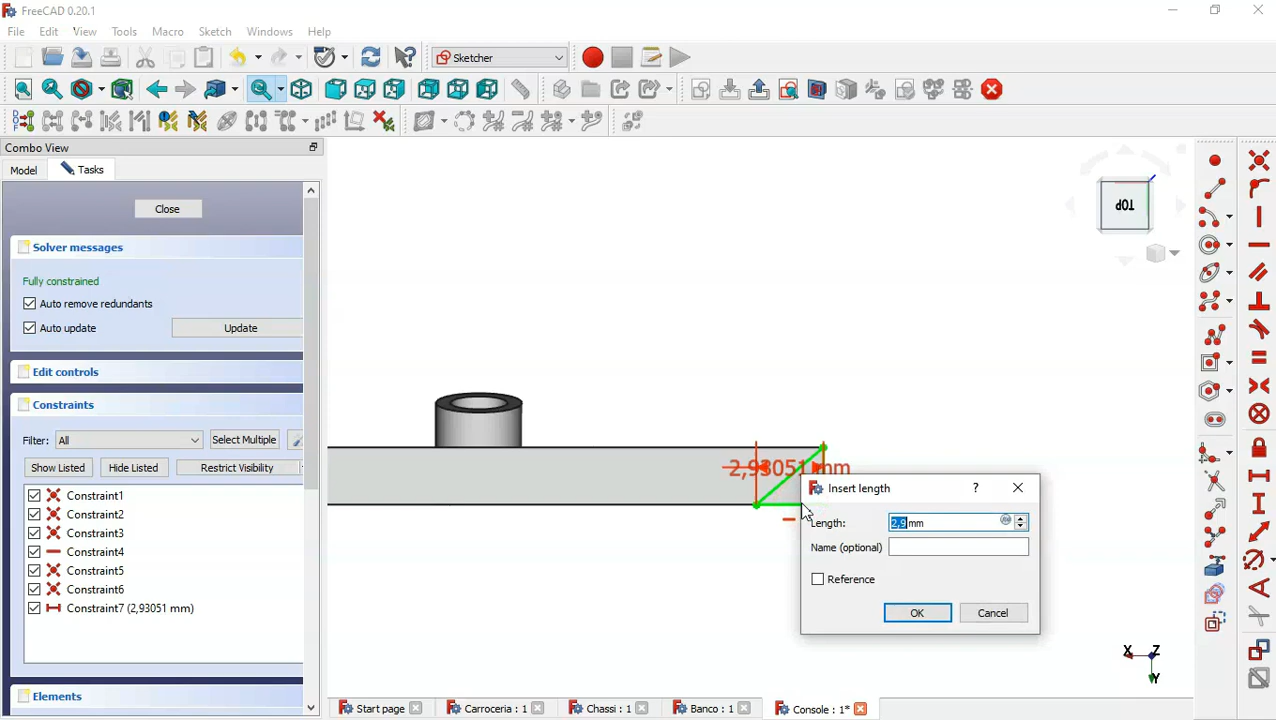 FreeCAD 0.20.1
File Edit View Tools Macro Sketch Windows Help
Sketcher
Combo View
Model Tasks
Close
Solver messages
Fully constrained
Auto remove redundants
Auto update Update
Edit controls
Constraints
Filter: All Select Multiple
Show Listed Hide Listed Restrict Visibility
Constraint1
Constraint2
Constraint3
Constraint4
Constraint5
Constraint6
Constraint7 (2,93051 mm)
Elements
TOP
2,93051 mm
Insert length ?
Length: 2,9 mm
Name (optional)
Reference
OK Cancel
X Z
Y
Start page Carroceria : 1 Chassi : 1 Banco : 1 Console : 1*